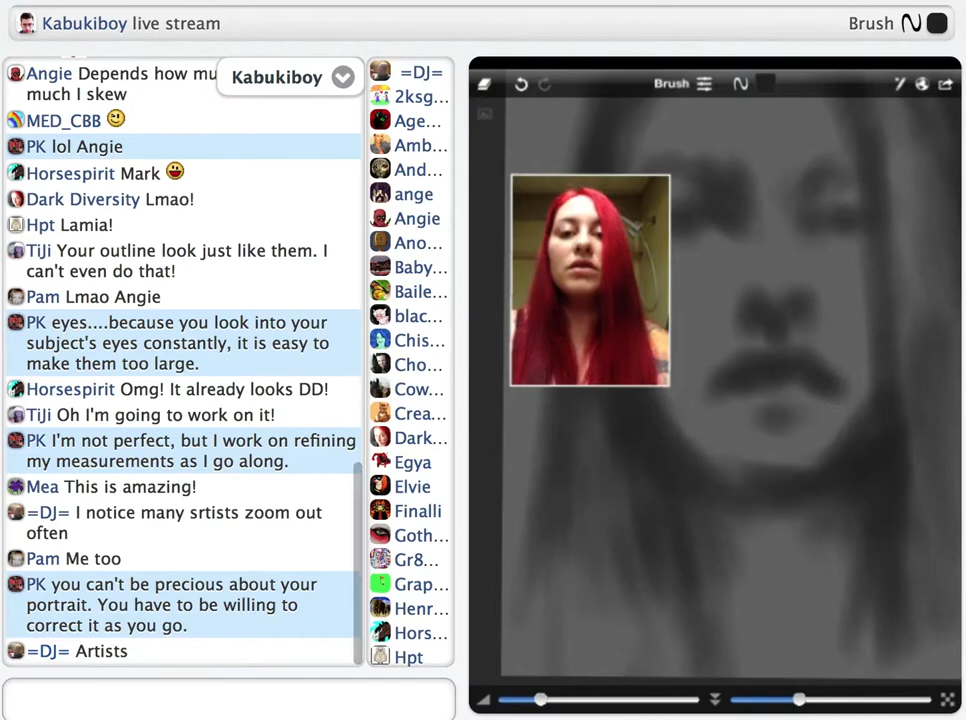 Kabukiboy live stream
Brush
Kabukiboy
Angie Depends how mu
much I skew
MED_CBB
PK lol Angie
Horsespirit Mark
Dark Diversity Lmao!
Hpt Lamia!
TiJi Your outline look just like them. I
can't even do that!
Pam Lmao Angie
PK eyes....because you look into your
subject's eyes constantly, it is easy to
make them too large.
Horsespirit Omg! It already looks DD!
TiJi Oh I'm going to work on it!
PK I'm not perfect, but I work on refining
my measurements as I go along.
Mea This is amazing!
=DJ= I notice many srtists zoom out
often
Pam Me too
PK you can't be precious about your
portrait. You have to be willing to
correct it as you go.
=DJ= Artists
=DJ=
2ksg...
Age...
Amb...
And...
ange
Angie
Ano...
Baby...
Baile...
blac...
Chis...
Cho...
Cow...
Crea...
Dark...
Egya
Elvie
Finalli
Goth...
Gr8...
Grap...
Henr...
Hors...
Hpt
Brush